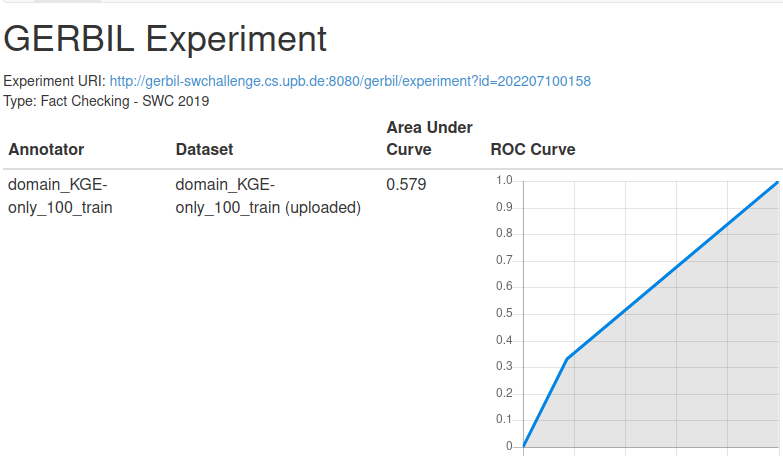 GERBIL Experiment
Experiment URI: http://gerbil-swchallenge.cs.upb.de:8080/gerbil/experiment?id=202207100158
Type: Fact Checking - SWC 2019
Annotator Dataset Area Under Curve ROC Curve
domain_KGE-only_100_train domain_KGE-only_100_train (uploaded) 0.579
1.0
0.9
0.8
0.7
0.6
0.5
0.4
0.3
0.2
0.1
0